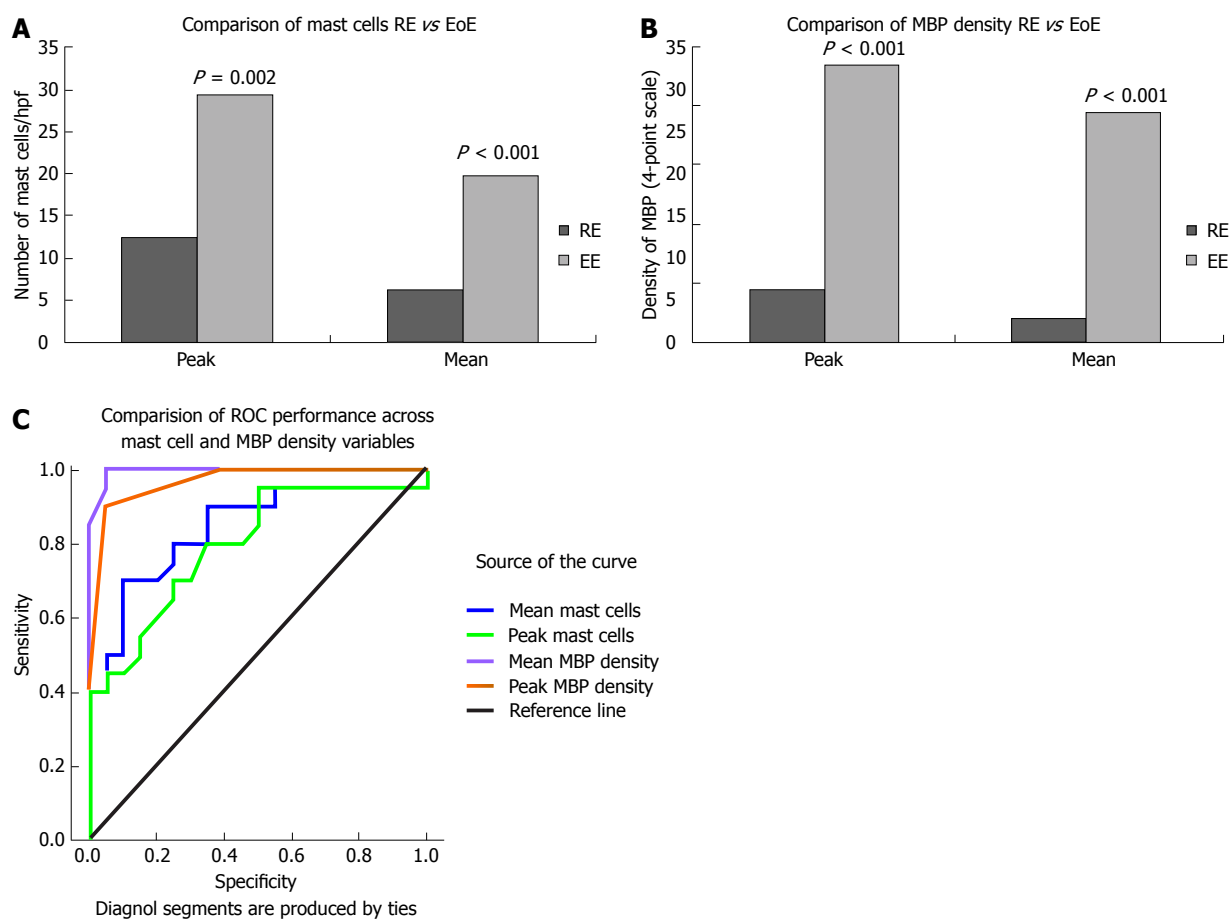 A
Comparison of mast cells RE vs EoE
Number of mast cells/hpf
35
30
25
20
15
10
5
0
P = 0.002
P < 0.001
Peak
Mean
RE
EE
B
Comparison of MBP density RE vs EoE
Density of MBP (4-point scale)
35
30
25
20
15
10
5
0
P < 0.001
P < 0.001
Peak
Mean
RE
EE
C
Comparision of ROC performance across
mast cell and MBP density variables
Sensitivity
1.0
0.8
0.6
0.4
0.2
0.0
0.0
0.2
0.4
0.6
0.8
1.0
Specificity
Diagnol segments are produced by ties
Source of the curve
Mean mast cells
Peak mast cells
Mean MBP density
Peak MBP density
Reference line